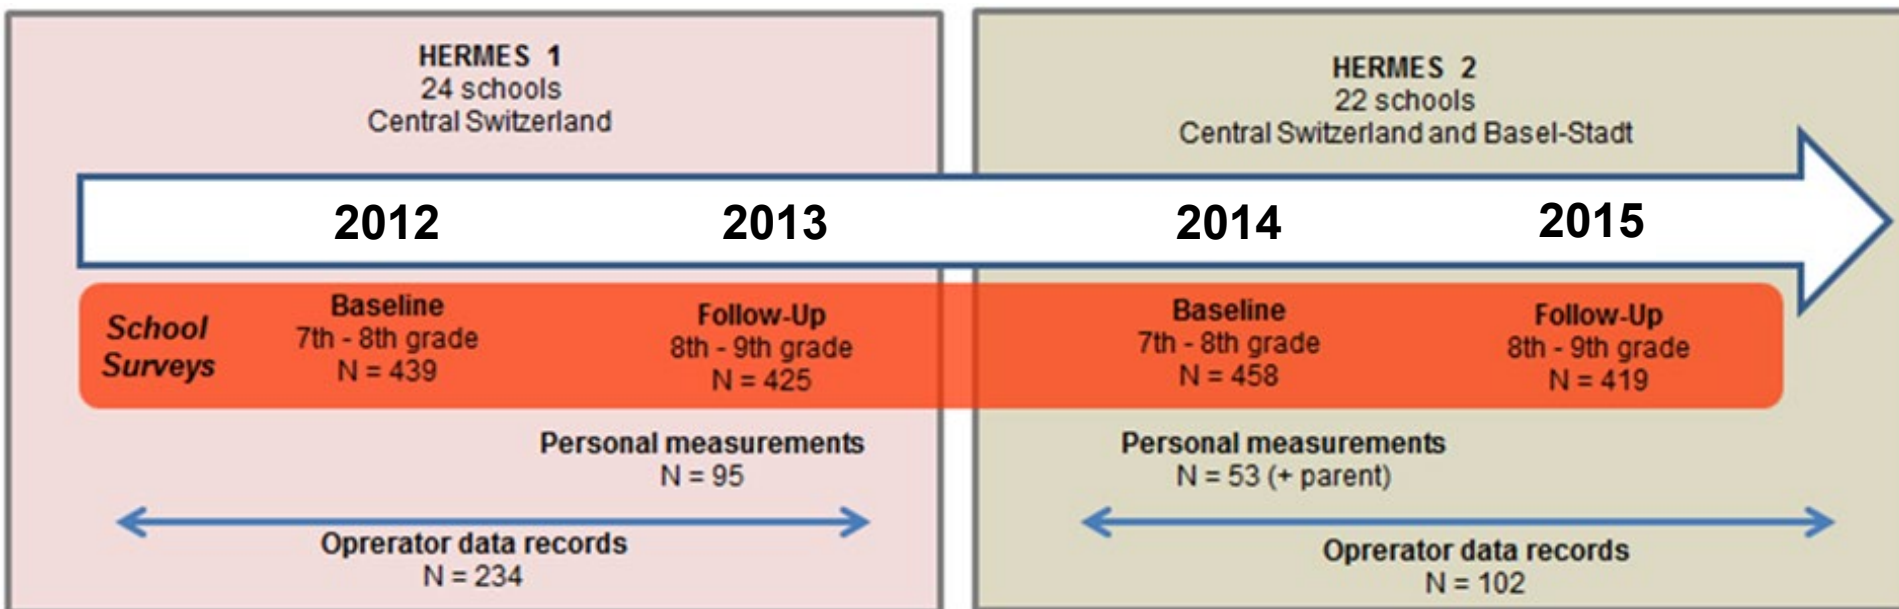 HERMES 1
24 schools
Central Switzerland
HERMES 2
22 schools
Central Switzerland and Basel-Stadt
2012
2013
2014
2015
School
Surveys
Baseline
7th - 8th grade
N = 439
Follow-Up
8th - 9th grade
N = 425
Baseline
7th - 8th grade
N = 458
Follow-Up
8th - 9th grade
N = 419
Personal measurements
N = 95
Personal measurements
N = 53 (+ parent)
Oprerator data records
N = 234
Oprerator data records
N = 102